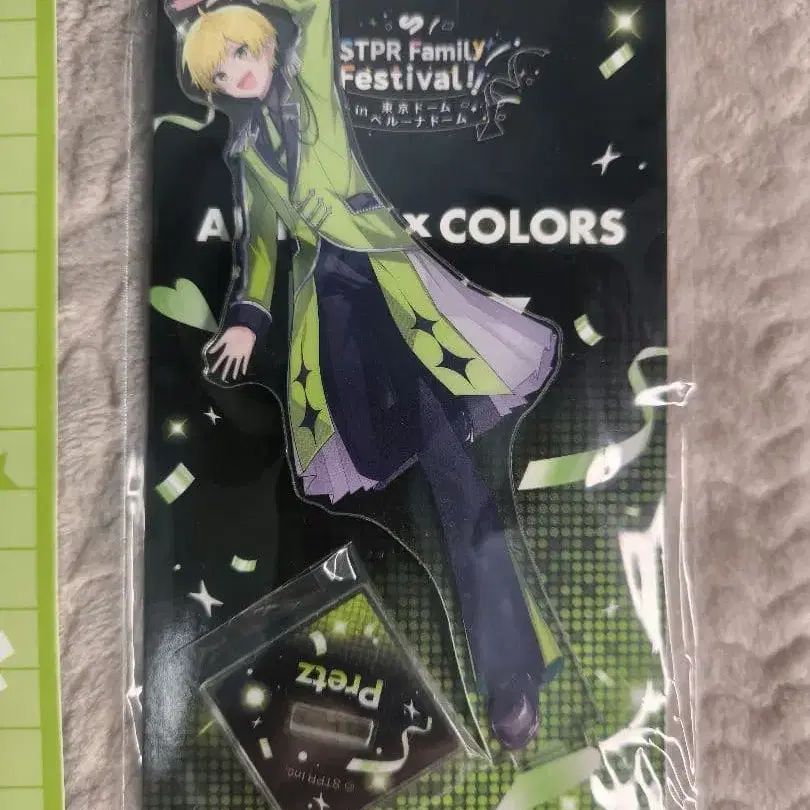 STPR Family
Festival!!
in 東京ドーム
ベルーナドーム
A x COLORS
Pretz
© STPR Inc.